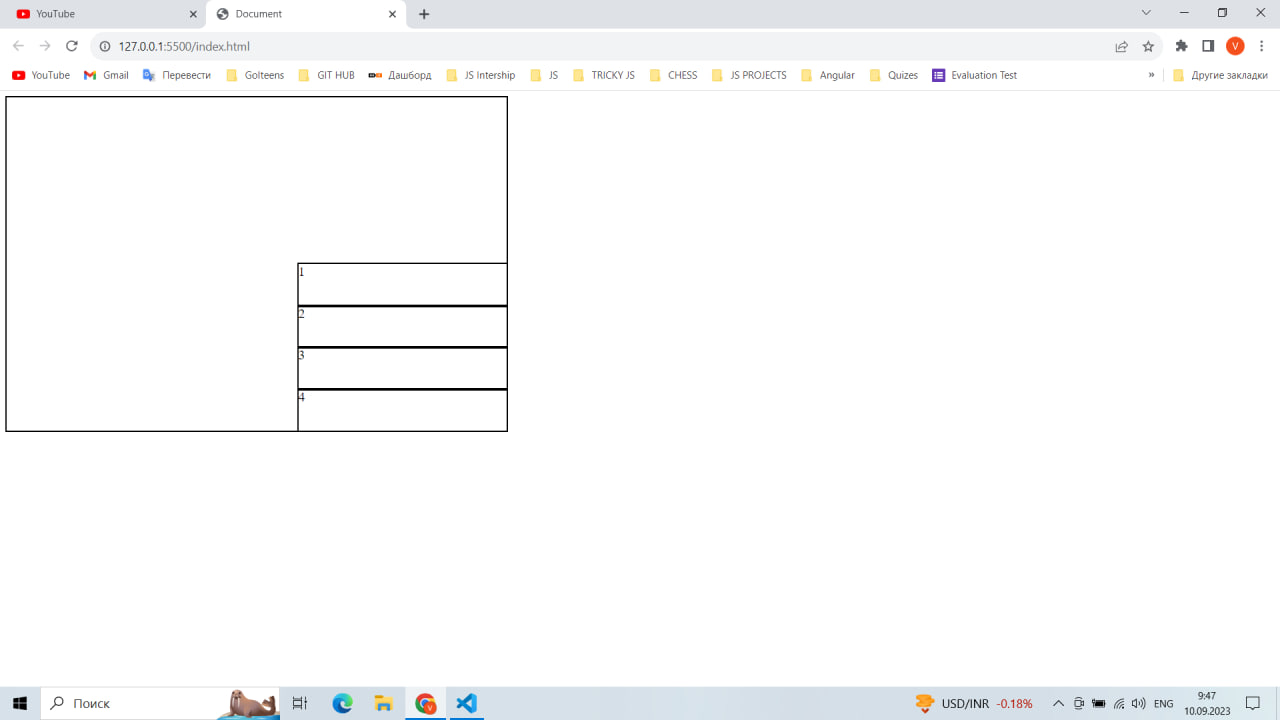 YouTube
Document
127.0.0.1:5500/index.html
V
YouTube
Gmail
Перевести
Golteens
GIT HUB
Дашборд
JS Intership
JS
TRICKY JS
CHESS
JS PROJECTS
Angular
Quizes
Evaluation Test
»
Другие закладки
1
2
3
4
Поиск
V
USD/INR -0.18%
ENG
9:47
10.09.2023